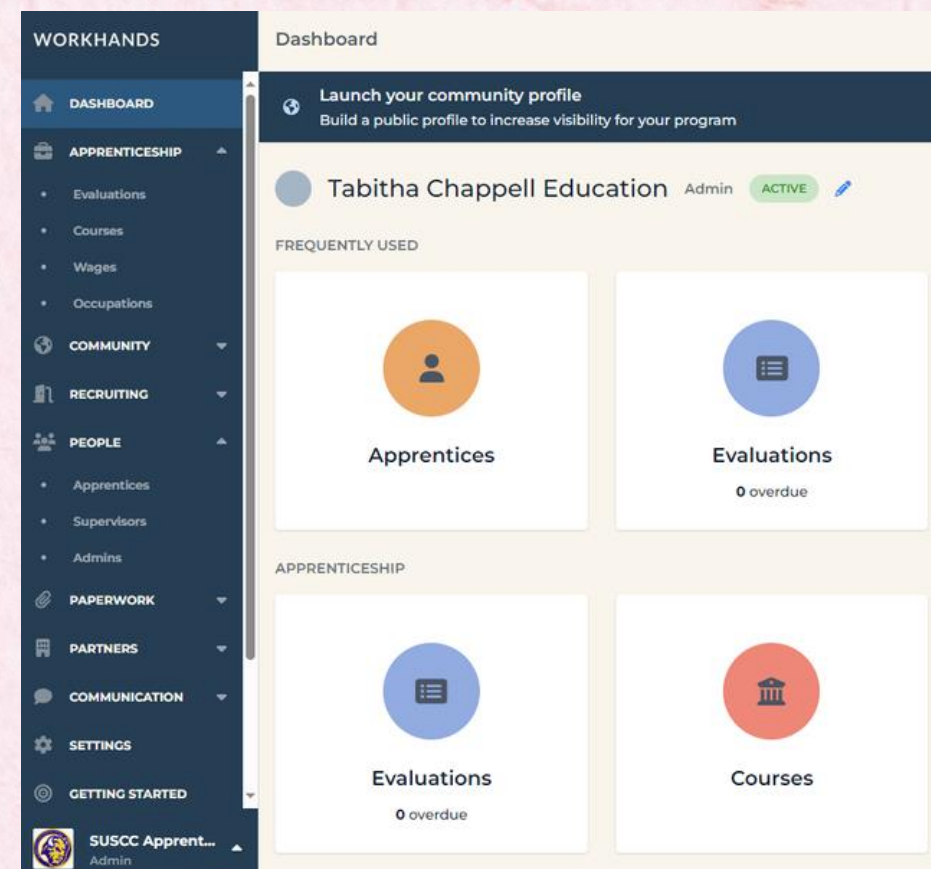 WORKHANDS
DASHBOARD
APPRENTICESHIP
Evaluations
Courses
Wages
Occupations
COMMUNITY
RECRUITING
PEOPLE
Apprentices
Supervisors
Admins
PAPERWORK
PARTNERS
COMMUNICATION
SETTINGS
GETTING STARTED
SUSCC Apprent...
Admin
Dashboard
Launch your community profile
Build a public profile to increase visibility for your program
Tabitha Chappell Education Admin ACTIVE
FREQUENTLY USED
Apprentices
Evaluations
0 overdue
APPRENTICESHIP
Evaluations
0 overdue
Courses